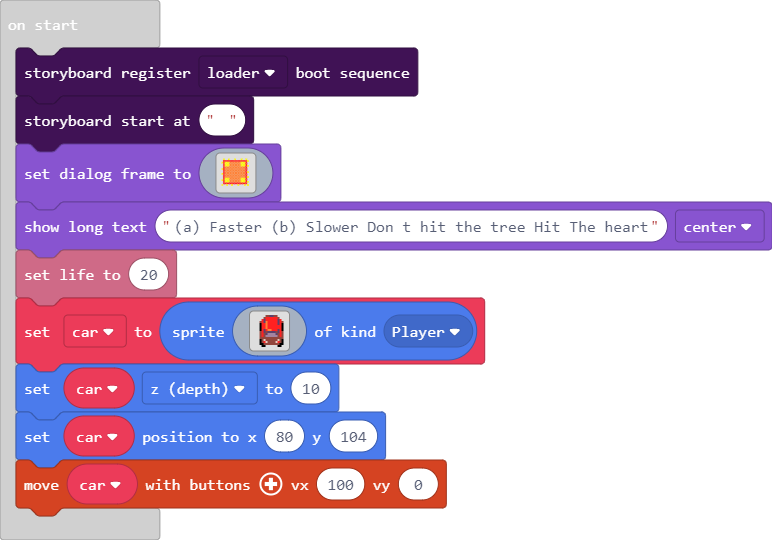 on start
storyboard register loader boot sequence
storyboard start at " "
set dialog frame to
show long text "(a) Faster (b) Slower Don t hit the tree Hit The heart" center
set life to 20
set car to sprite of kind Player
set car z (depth) to 10
set car position to x 80 y 104
move car with buttons vx 100 vy 0